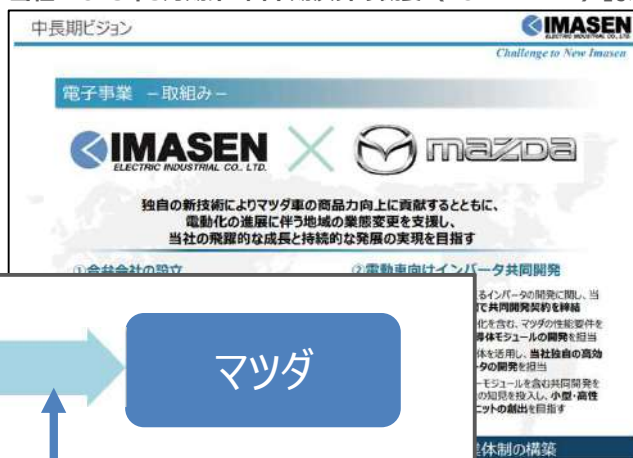 中長期ビジョン
IMASEN
ELECTRIC INDUSTRIAL CO., LTD.
Challenge to New Imasen
電子事業 －取組み－
IMASEN
ELECTRIC INDUSTRIAL CO., LTD.
mazda
独自の新技術によりマツダ車の商品力向上に貢献するとともに、
電動化の進展に伴う地域の業態変更を支援し、
当社の飛躍的な成長と持続的な発展の実現を目指す
①合弁会社の設立
②電動車向けインバータ共同開発
るインバータの開発に関し、当
で共同開発契約を締結
化を含む、マツダの性能要件を
導体モジュールの開発を担当
体を活用し、当社独自の高効
タの開発を担当
ーモジュールを含む共同開発を
の知見を投入し、小型・高性
ニットの創出を目指す
マツダ
体制の構築